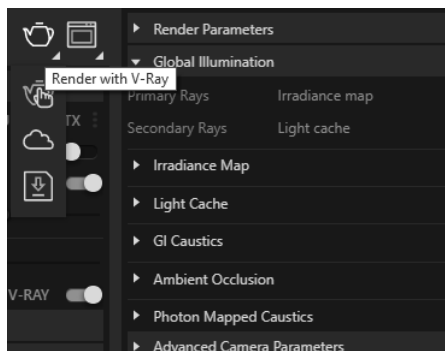 Render Parameters
Render with V-Ray
Global Illumination
Primary Rays Irradiance map
TX
Secondary Rays Light cache
Irradiance Map
Light Cache
GI Caustics
Ambient Occlusion
V-RAY
Photon Mapped Caustics
Advanced Camera Parameters